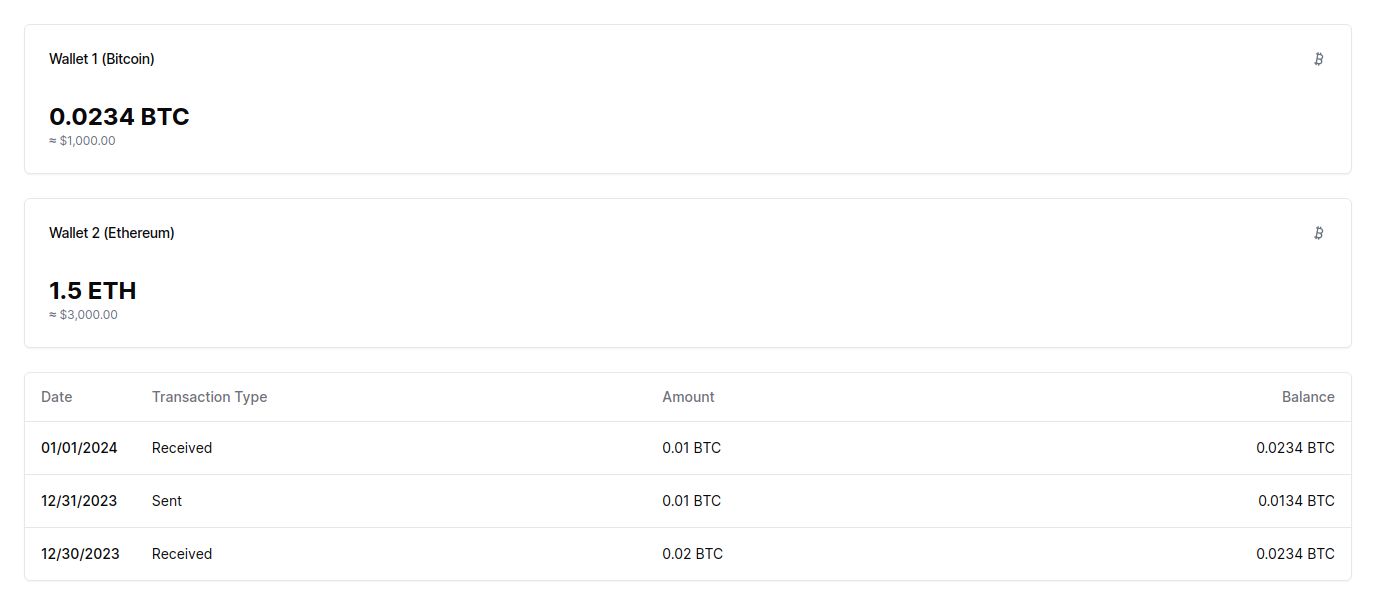 Wallet 1 (Bitcoin)
0.0234 BTC
≈ $1,000.00
Wallet 2 (Ethereum)
1.5 ETH
≈ $3,000.00
Date Transaction Type Amount Balance
01/01/2024 Received 0.01 BTC 0.0234 BTC
12/31/2023 Sent 0.01 BTC 0.0134 BTC
12/30/2023 Received 0.02 BTC 0.0234 BTC